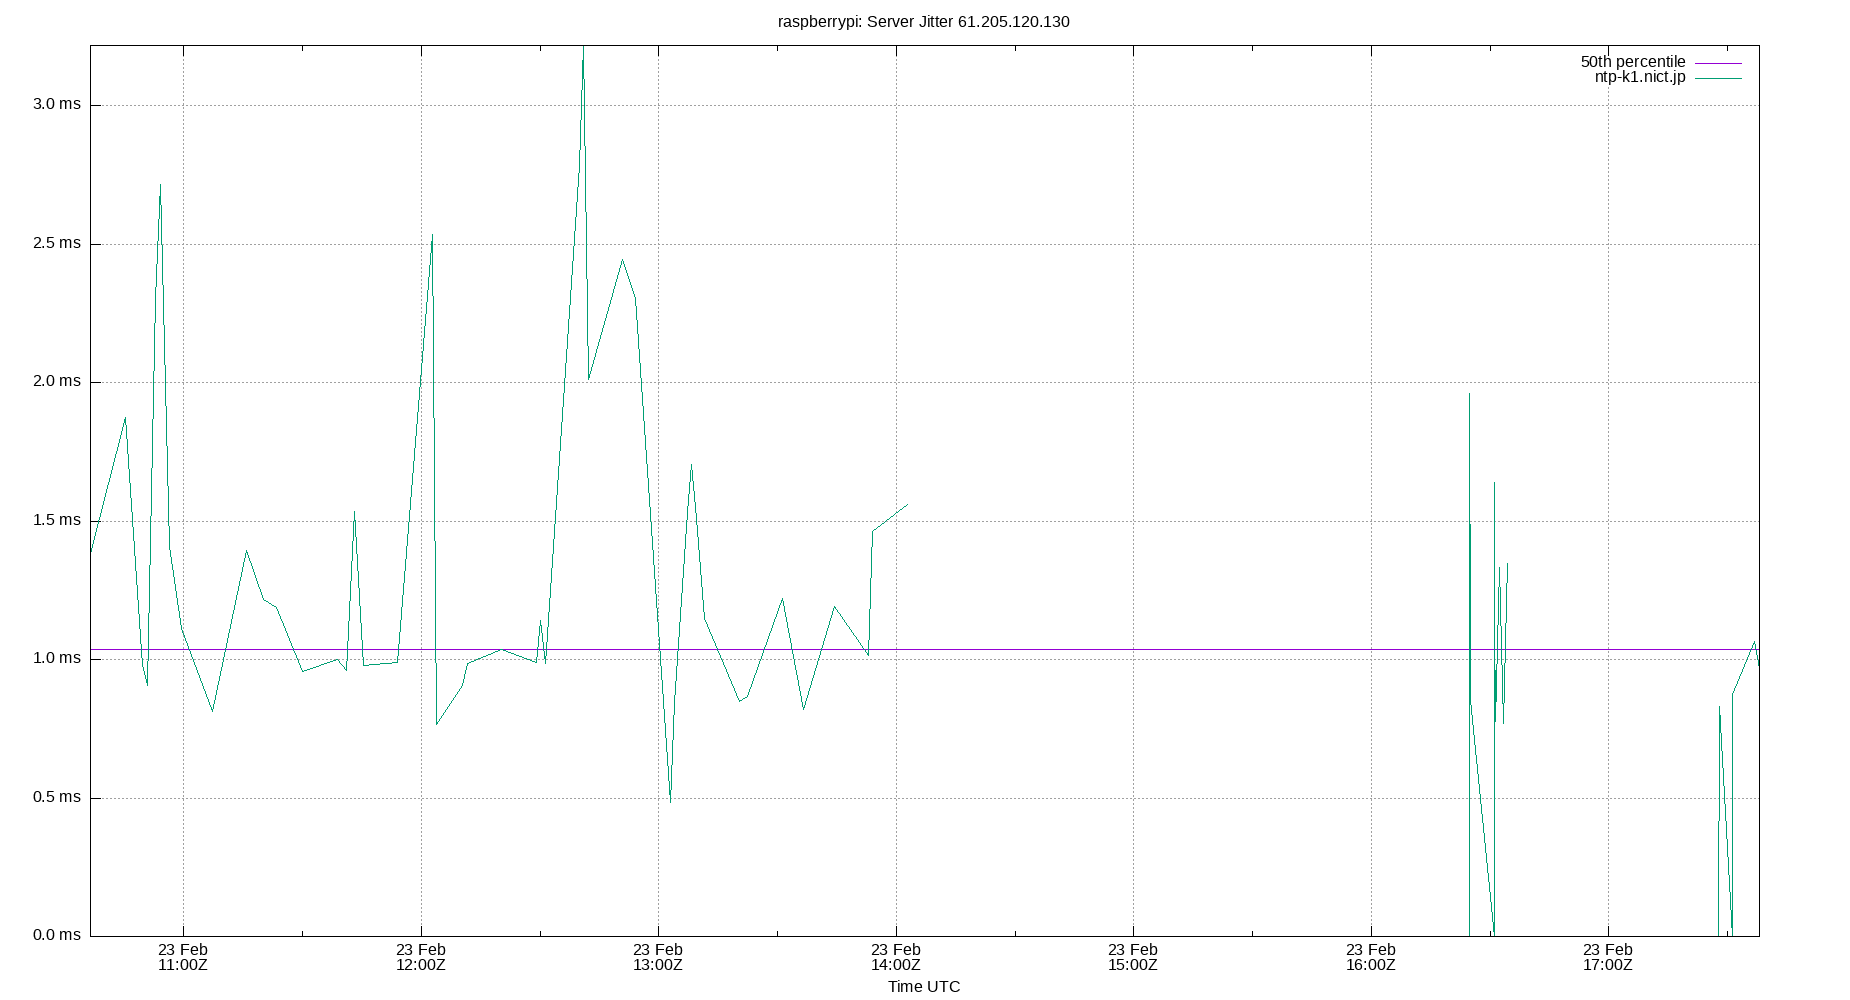 raspberrypi: Server Jitter 61.205.120.130
50th percentile
ntp-k1.nict.jp
3.0 ms
2.5 ms
2.0 ms
1.5 ms
1.0 ms
0.5 ms
0.0 ms
23 Feb 23 Feb 23 Feb 23 Feb 23 Feb 23 Feb 23 Feb
11:00Z 12:00Z 13:00Z 14:00Z 15:00Z 16:00Z 17:00Z
Time UTC